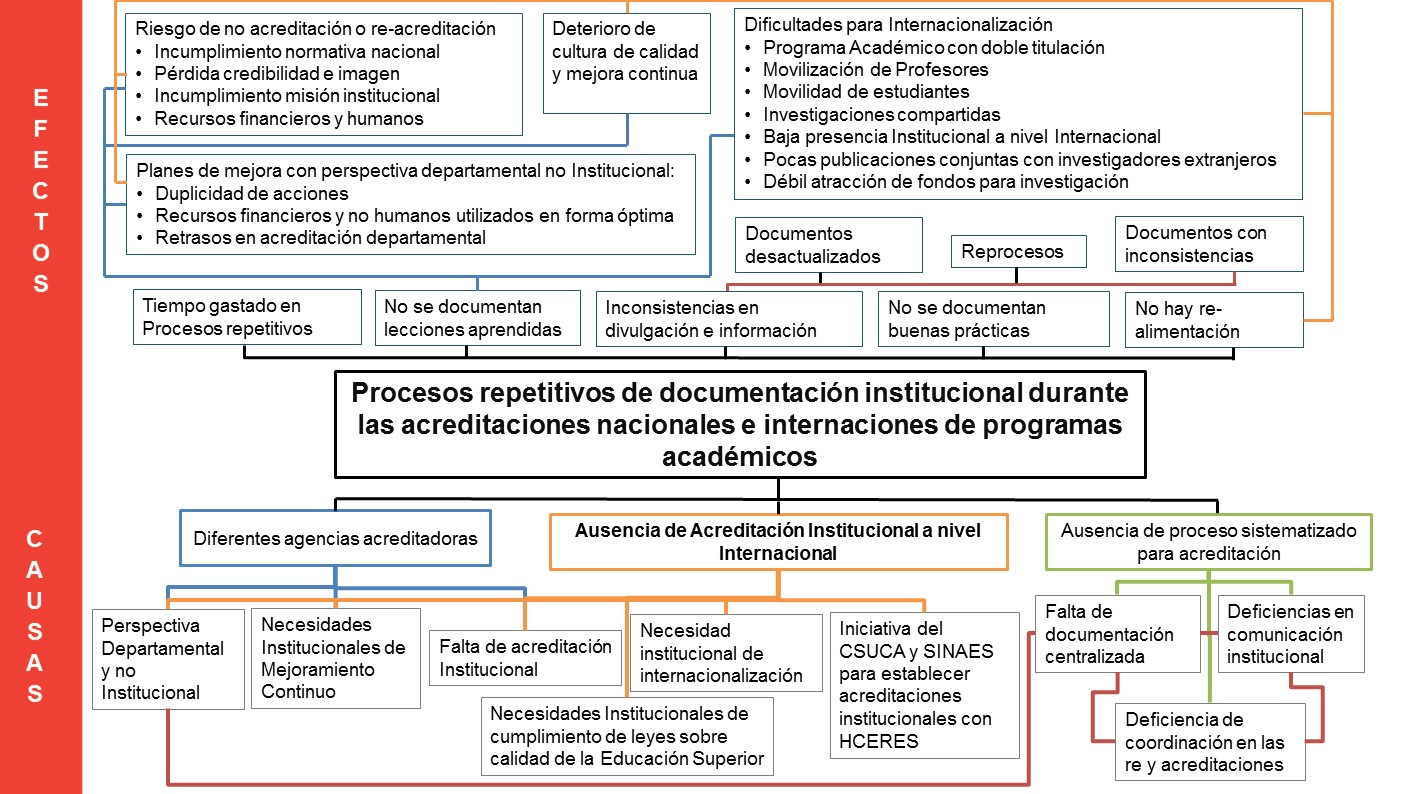 EFECTOS
Riesgo de no acreditación o re-acreditación
• Incumplimiento normativa nacional
• Pérdida credibilidad e imagen
• Incumplimiento misión institucional
• Recursos financieros y humanos
Deterioro de
cultura de calidad
y mejora continua
Dificultades para Internacionalización
• Programa Académico con doble titulación
• Movilización de Profesores
• Movilidad de estudiantes
• Investigaciones compartidas
• Baja presencia Institucional a nivel Internacional
• Pocas publicaciones conjuntas con investigadores extranjeros
• Débil atracción de fondos para investigación
Planes de mejora con perspectiva departamental no Institucional:
• Duplicidad de acciones
• Recursos financieros y no humanos utilizados en forma óptima
• Retrasos en acreditación departamental
Documentos
desactualizados
Reprocesos
Documentos con
inconsistencias
Tiempo gastado en
Procesos repetitivos
No se documentan
lecciones aprendidas
Inconsistencias en
divulgación e información
No se documentan
buenas prácticas
No hay re-
alimentación
Procesos repetitivos de documentación institucional durante
las acreditaciones nacionales e internaciones de programas
académicos
CAUSAS
Diferentes agencias acreditadoras
Ausencia de Acreditación Institucional a nivel
Internacional
Ausencia de proceso sistematizado
para acreditación
Perspectiva
Departamental
y no
Institucional
Necesidades
Institucionales de
Mejoramiento
Continuo
Falta de acreditación
Institucional
Necesidades Institucionales de
cumplimiento de leyes sobre
calidad de la Educación Superior
Necesidad
institucional de
internacionalización
Iniciativa del
CSUCA y SINAES
para establecer
acreditaciones
institucionales con
HCERES
Falta de
documentación
centralizada
Deficiencias en
comunicación
institucional
Deficiencia de
coordinación en las
re y acreditaciones